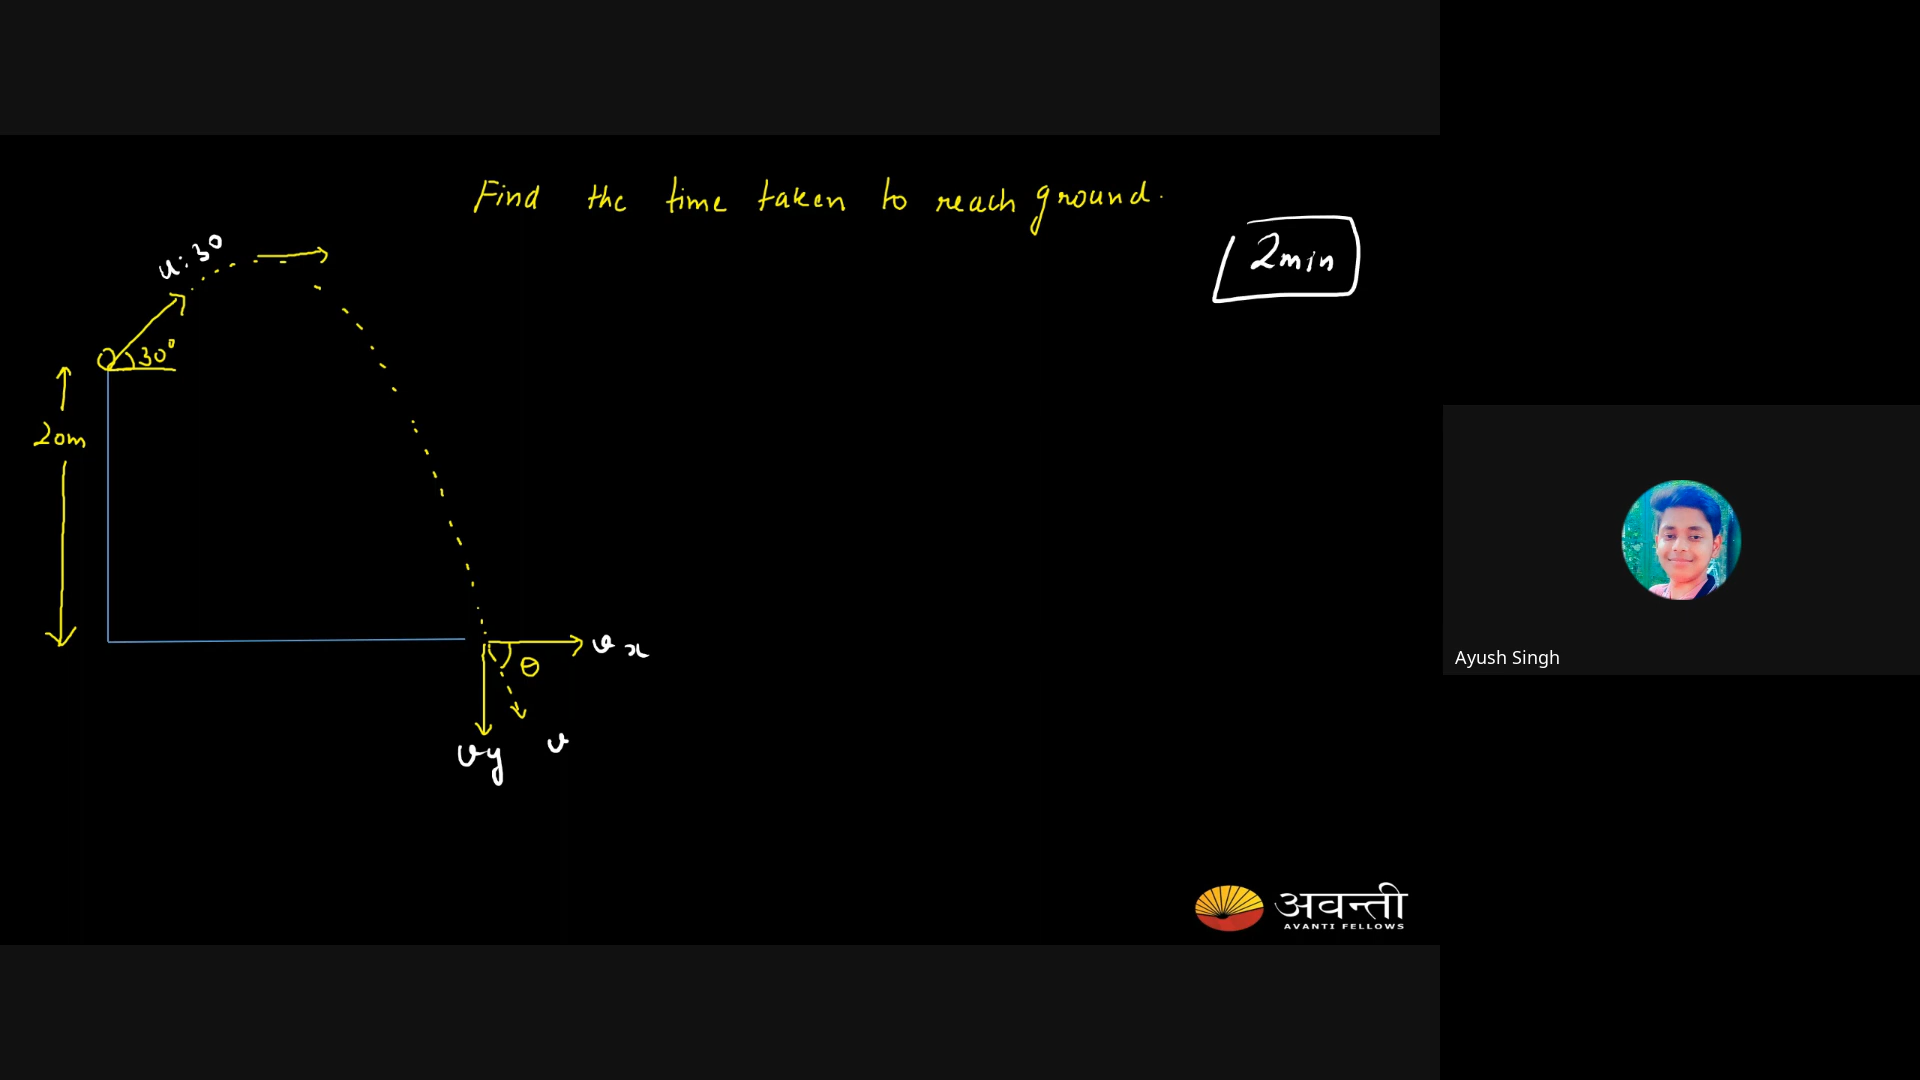 Find the time taken to reach ground.
2min
u: 30
30°
20m
vx
θ
vy
v
Ayush Singh
अवन्ती
AVANTI FELLOWS